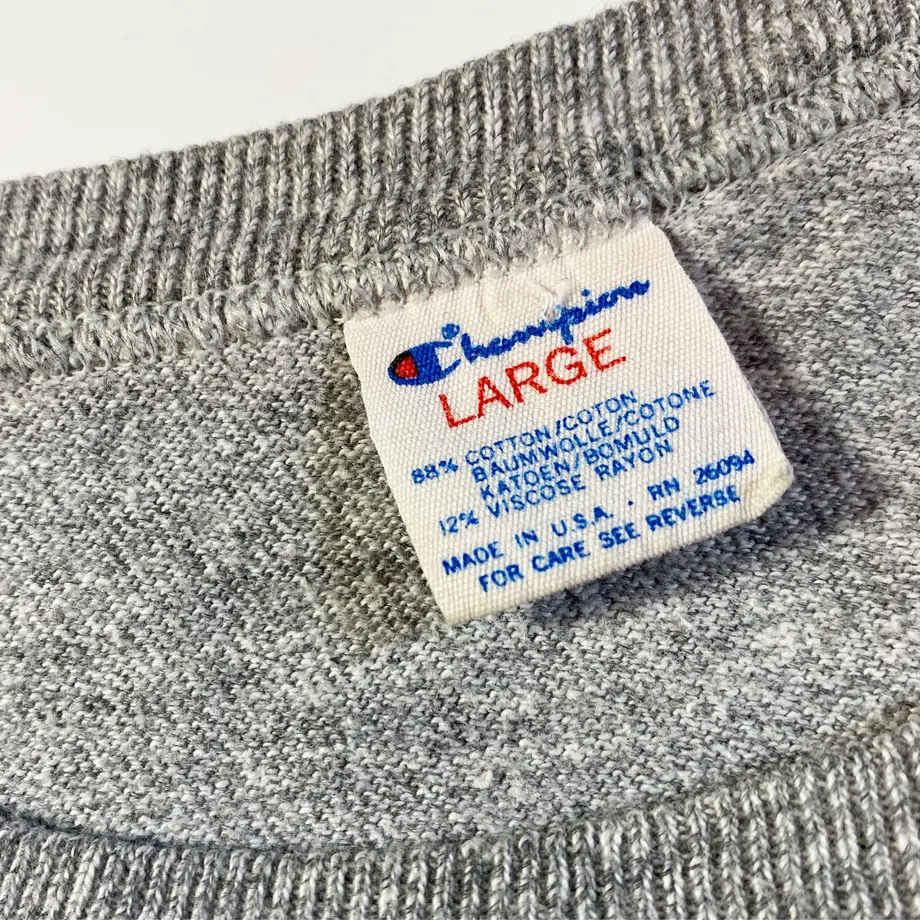 Champion
LARGE
88% COTTON/COTON
BAUMWOLLE/COTONE
KATOEN/BOMULD
12% VISCOSE RAYON
MADE IN U.S.A. · RN 26094
FOR CARE SEE REVERSE